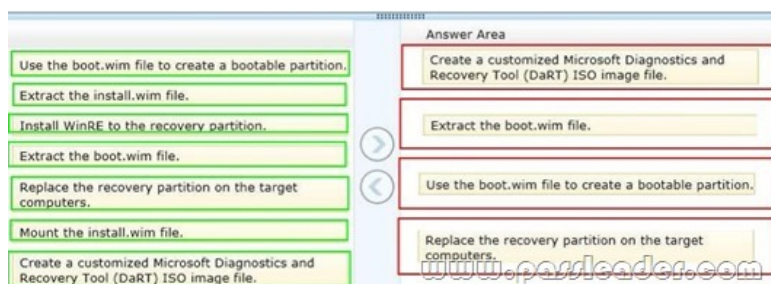 Use the boot.wim file to create a bootable partition.
Extract the install.wim file.
Install WinRE to the recovery partition.
Extract the boot.wim file.
Replace the recovery partition on the target
computers.
Mount the install.wim file.
Create a customized Microsoft Diagnostics and
Recovery Tool (DaRT) ISO image file.
Answer Area
Create a customized Microsoft Diagnostics and
Recovery Tool (DaRT) ISO image file.
Extract the boot.wim file.
Use the boot.wim file to create a bootable partition.
Replace the recovery partition on the target
computers.
www.passleader.com